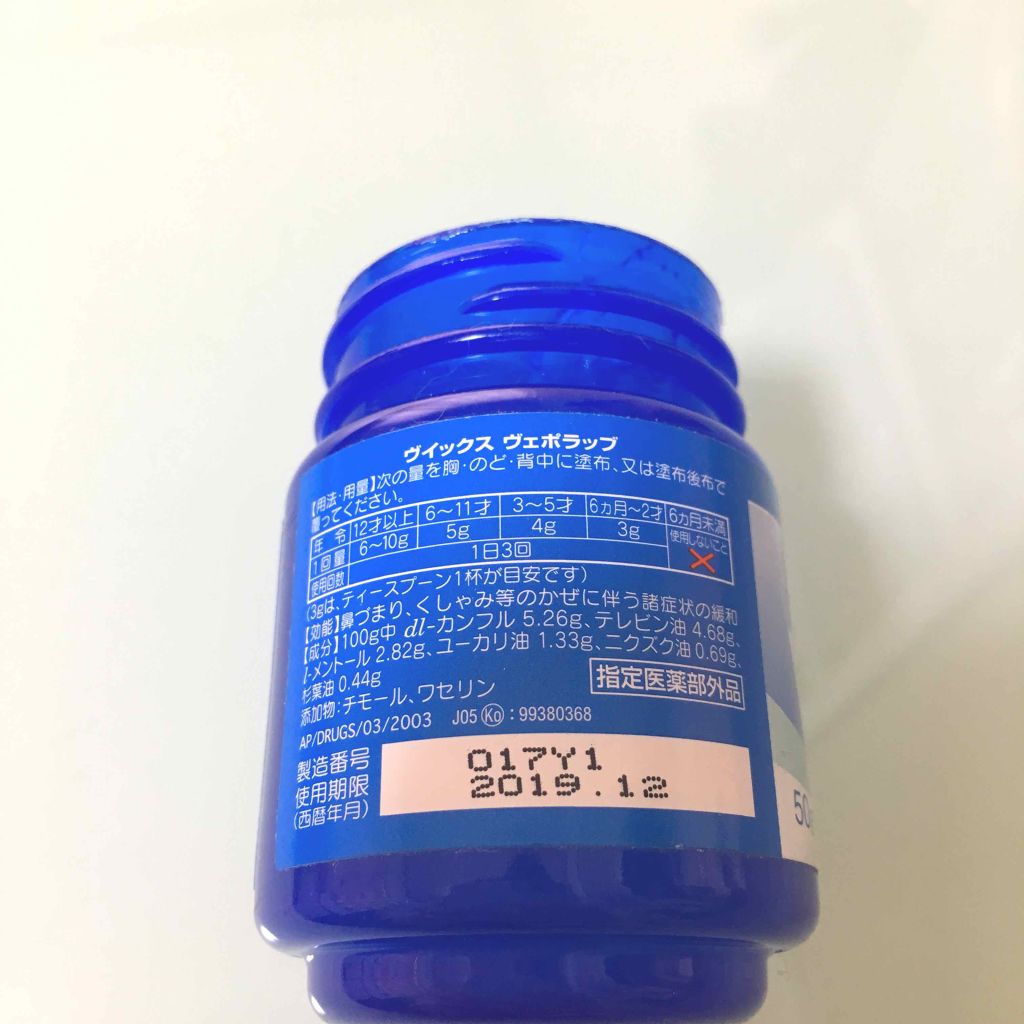 ヴイックス ヴェポラッブ
【用法・用量】次の量を胸・のど・背中に塗布、又は塗布後布で
覆ってください。
年 令 12才以上 6〜11才 3〜5才 6ヵ月〜2才 6ヵ月未満
1回量 6〜10g 5g 4g 3g 使用しないこと ×
使用回数 1日3回
(3gは、ティースプーン1杯が目安です)
【効能】鼻づまり、くしゃみ等のかぜに伴う諸症状の緩和
【成分】100g中 dl-カンフル 5.26g、テレビン油 4.68g、
l-メントール 2.82g、ユーカリ油 1.33g、ニクズク油 0.69g、
杉葉油 0.44g
添加物:チモール、ワセリン
指定医薬部外品
AP/DRUGS/03/2003 J05 Ko : 99380368
製造番号 017Y1
使用期限 2019.12
(西暦年月)
50